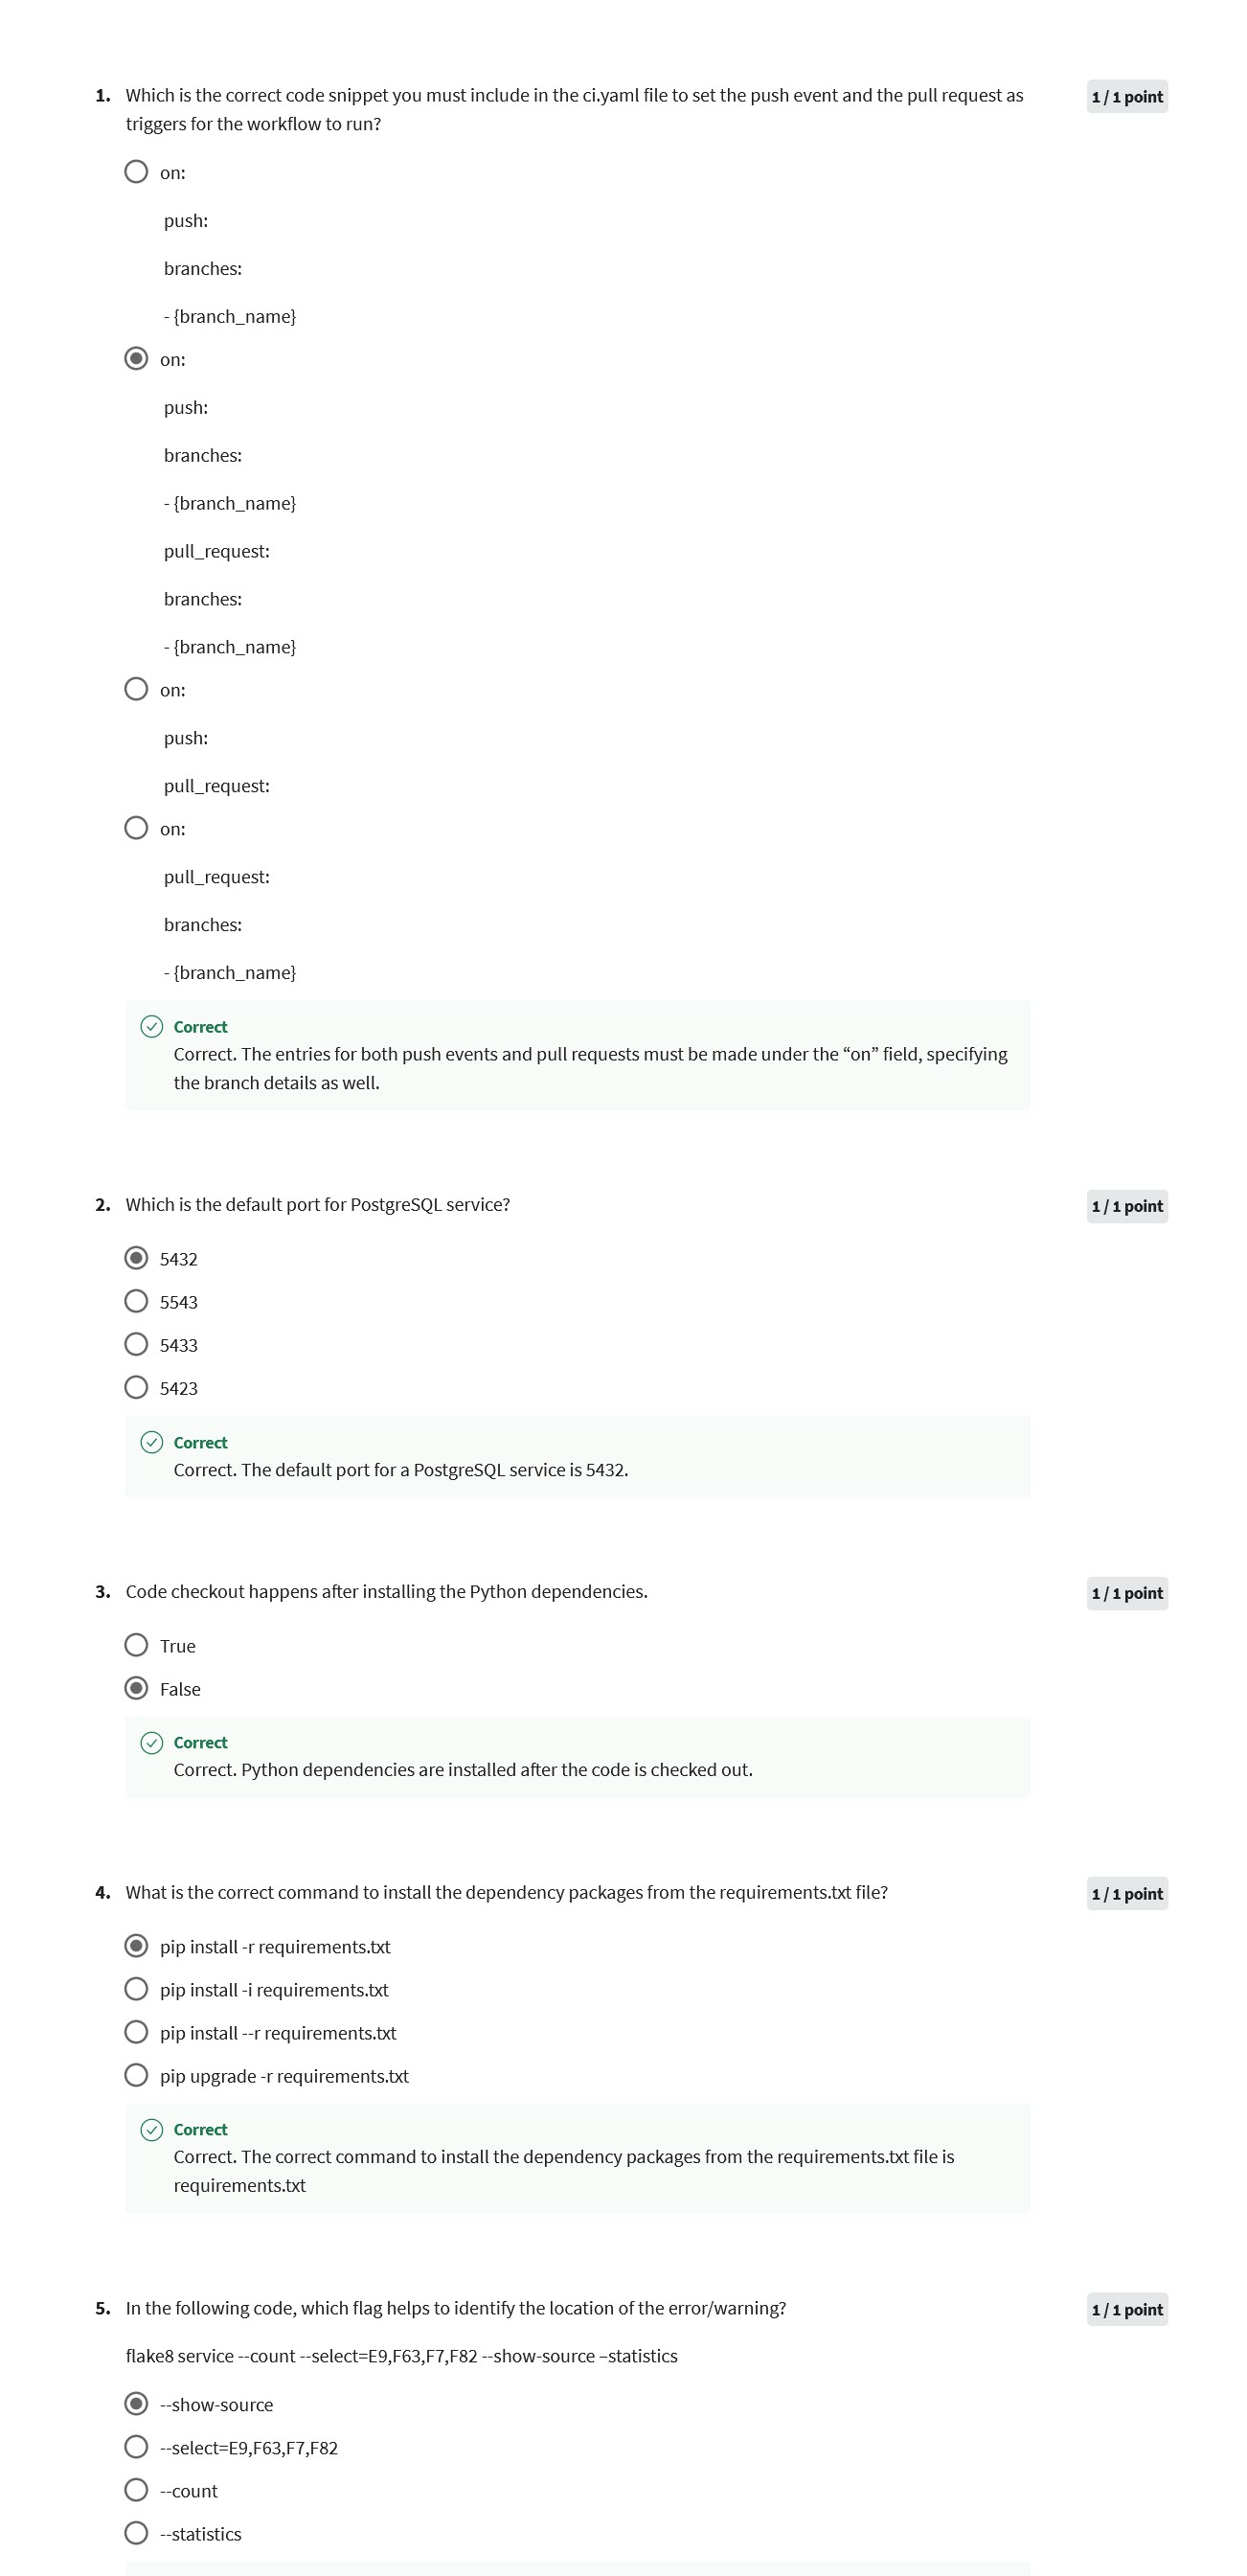 1. Which is the correct code snippet you must include in the ci.yaml file to set the push event and the pull request as
triggers for the workflow to run?
1 / 1 point
on:
push:
branches:
- {branch_name}
on:
push:
branches:
- {branch_name}
pull_request:
branches:
- {branch_name}
on:
push:
pull_request:
on:
pull_request:
branches:
- {branch_name}
Correct
Correct. The entries for both push events and pull requests must be made under the “on” field, specifying
the branch details as well.
2. Which is the default port for PostgreSQL service?
1 / 1 point
5432
5543
5433
5423
Correct
Correct. The default port for a PostgreSQL service is 5432.
3. Code checkout happens after installing the Python dependencies.
1 / 1 point
True
False
Correct
Correct. Python dependencies are installed after the code is checked out.
4. What is the correct command to install the dependency packages from the requirements.txt file?
1 / 1 point
pip install -r requirements.txt
pip install -i requirements.txt
pip install --r requirements.txt
pip upgrade -r requirements.txt
Correct
Correct. The correct command to install the dependency packages from the requirements.txt file is
requirements.txt
5. In the following code, which flag helps to identify the location of the error/warning?
1 / 1 point
flake8 service --count --select=E9,F63,F7,F82 --show-source –statistics
--show-source
--select=E9,F63,F7,F82
--count
--statistics